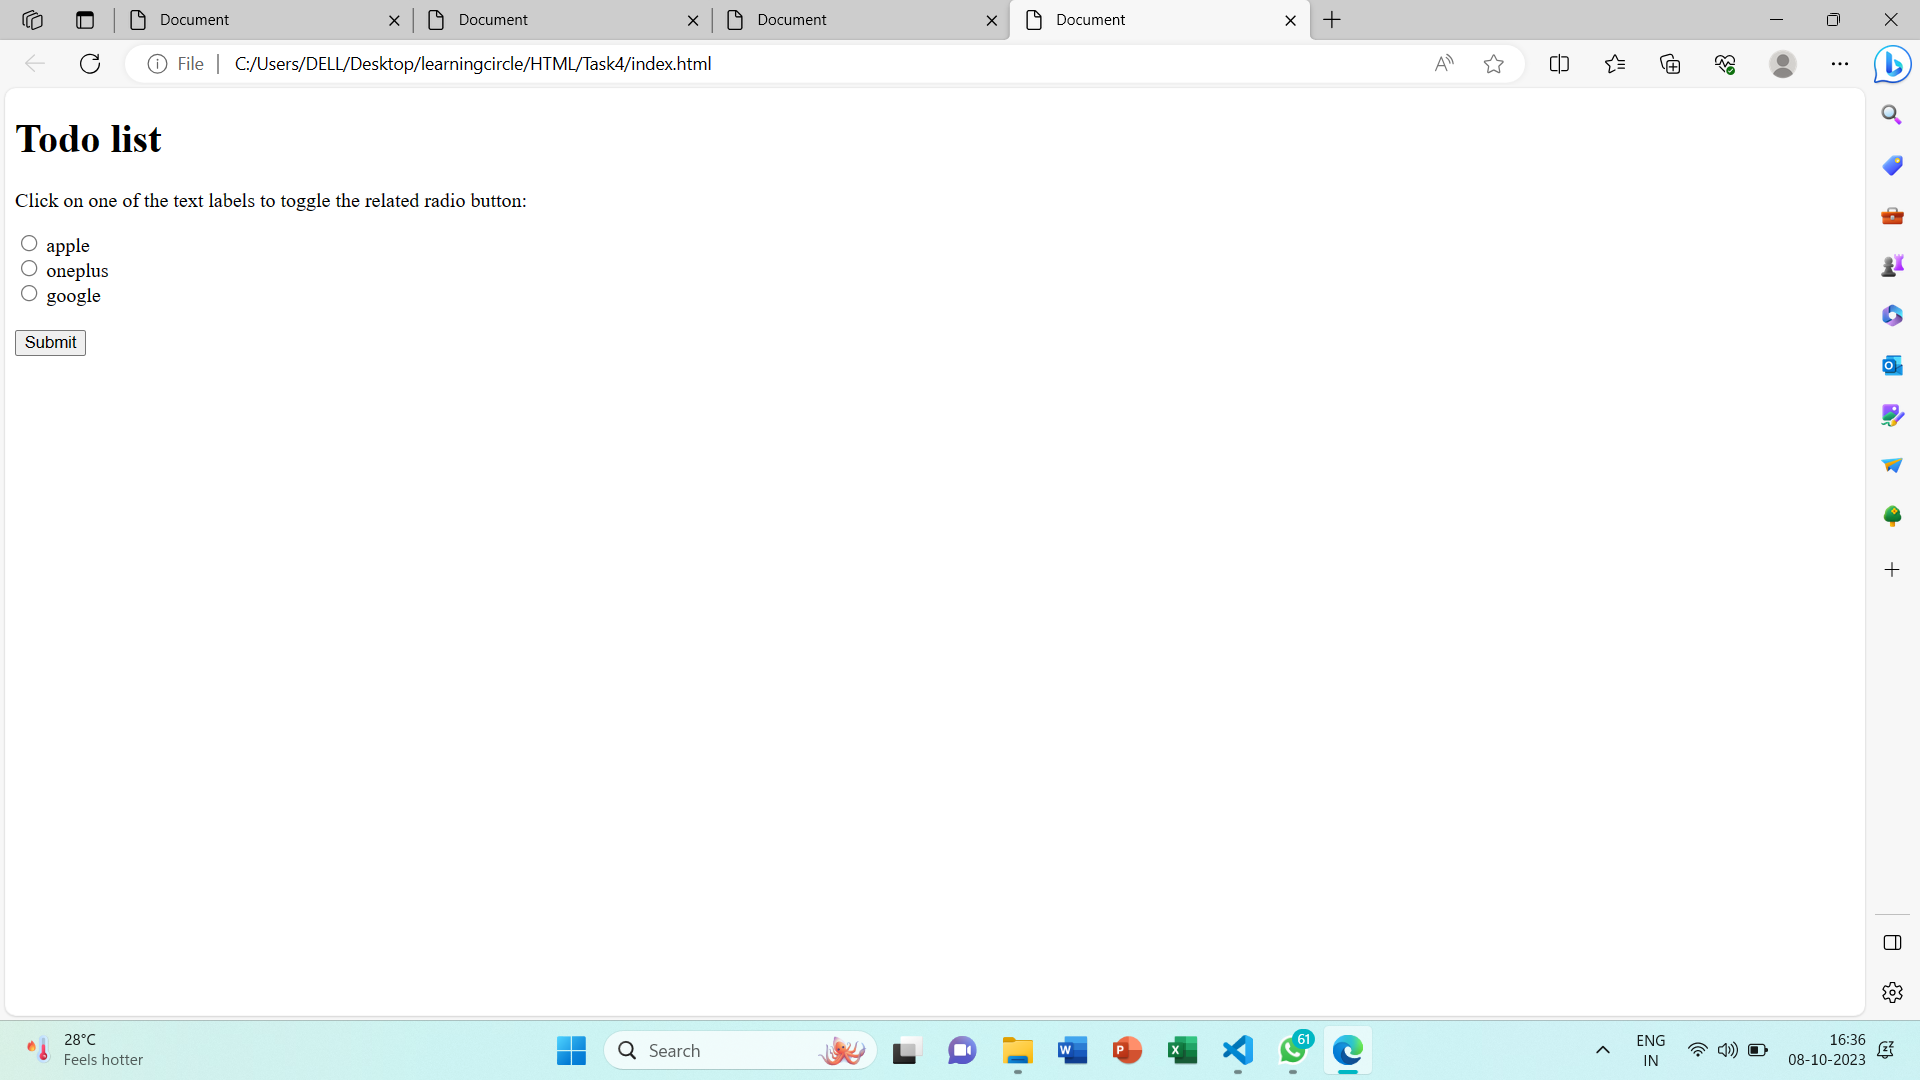 Document
Document
Document
Document
File
C:/Users/DELL/Desktop/learningcircle/HTML/Task4/index.html
Todo list
Click on one of the text labels to toggle the related radio button:
apple
oneplus
google
Submit
28°C
Feels hotter
Search
61
ENG
IN
16:36
08-10-2023